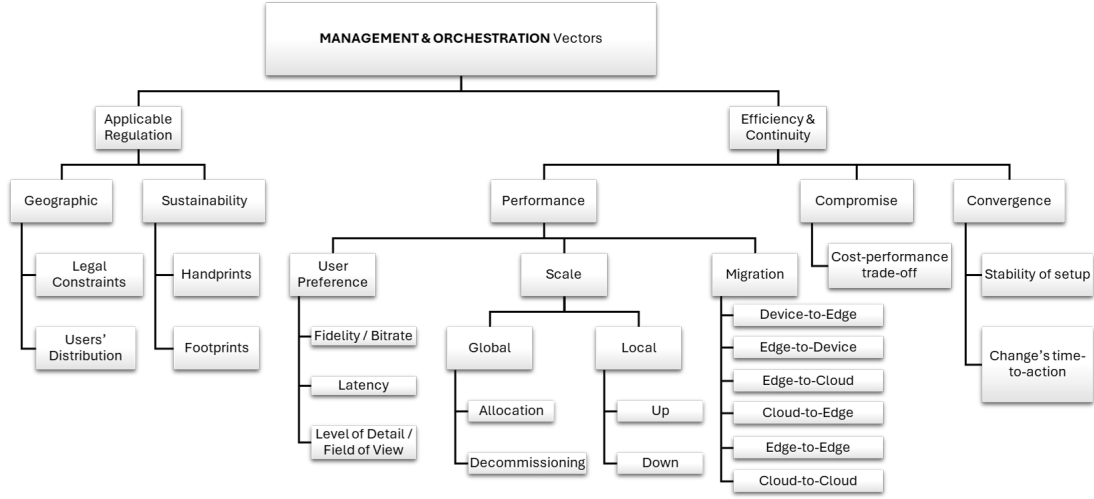 MANAGEMENT & ORCHESTRATION Vectors
Applicable
Regulation
Efficiency &
Continuity
Geographic
Sustainability
Performance
Compromise
Convergence
Legal
Constraints
Users’
Distribution
Handprints
Footprints
User
Preference
Scale
Migration
Cost-performance
trade-off
Stability of setup
Change’s time-
to-action
Fidelity / Bitrate
Latency
Level of Detail /
Field of View
Global
Local
Allocation
Decommissioning
Up
Down
Device-to-Edge
Edge-to-Device
Edge-to-Cloud
Cloud-to-Edge
Edge-to-Edge
Cloud-to-Cloud